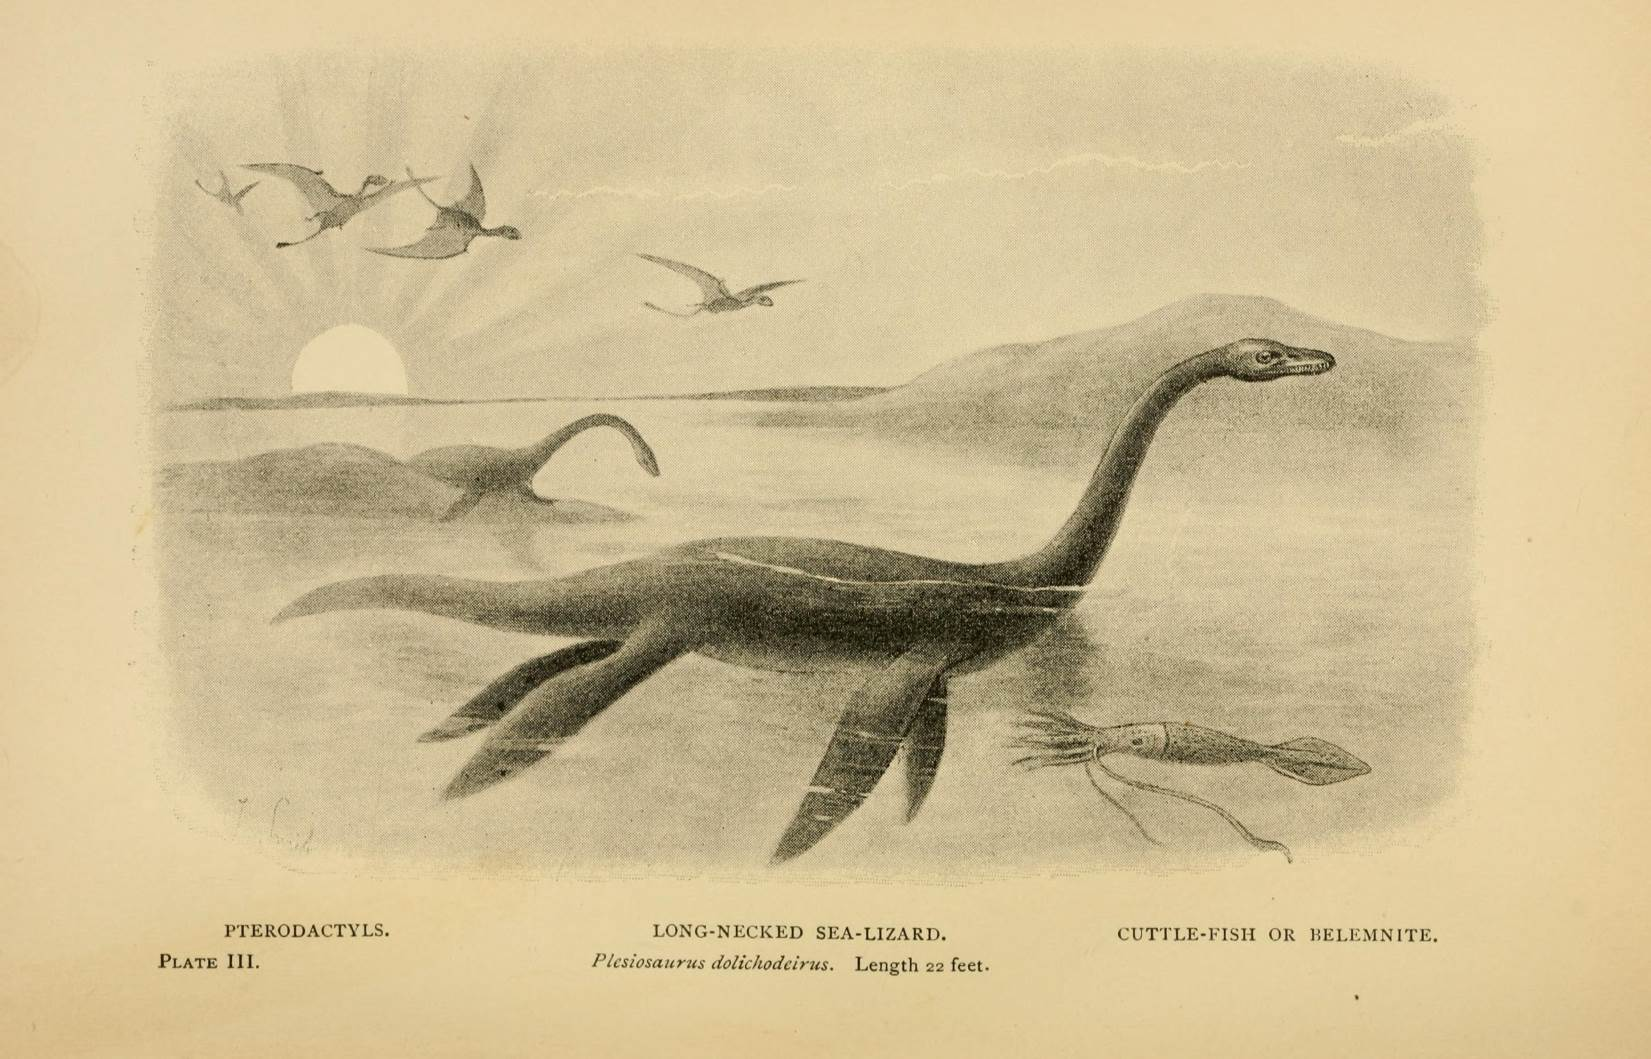 PTERODACTYLS.
LONG-NECKED SEA-LIZARD.
CUTTLE-FISH OR BELEMNITE.
PLATE III.
Plesiosaurus dolichodeirus. Length 22 feet.